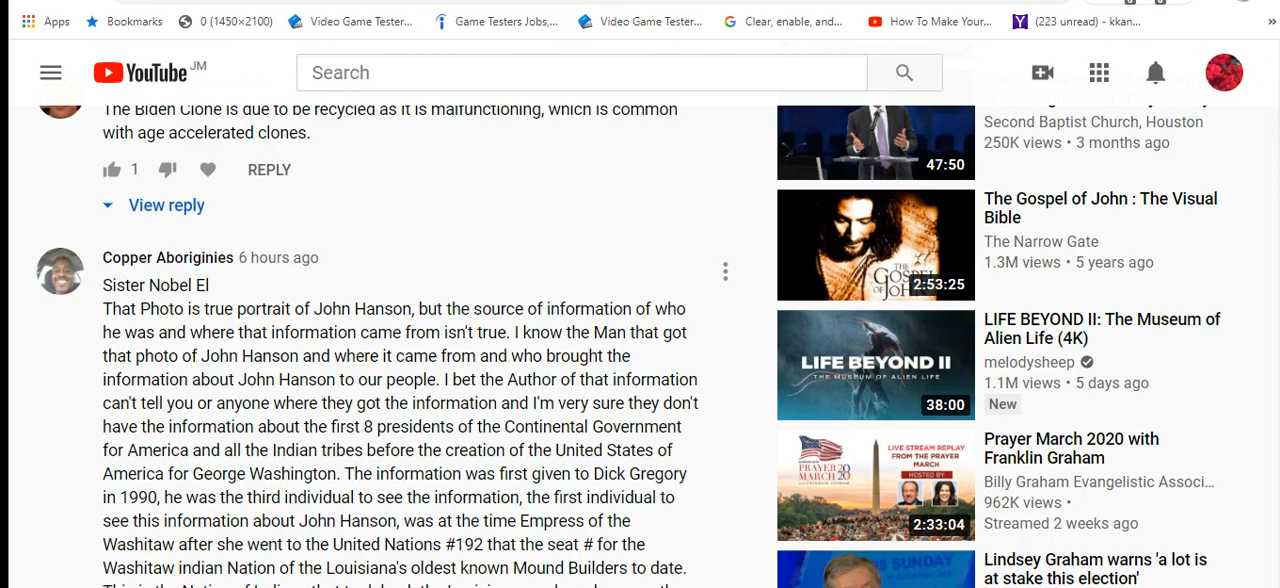 Apps
Bookmarks
0 (1450×2100)
Video Game Tester...
Game Testers Jobs,...
Video Game Tester...
Clear, enable, and...
How To Make Your...
(223 unread) - kkan...
»
YouTube JM
Search
The Biden Clone is due to be recycled as it is malfunctioning, which is common
with age accelerated clones.
1
REPLY
View reply
Copper Aboriginies 6 hours ago
Sister Nobel El
That Photo is true portrait of John Hanson, but the source of information of who
he was and where that information came from isn't true. I know the Man that got
that photo of John Hanson and where it came from and who brought the
information about John Hanson to our people. I bet the Author of that information
can't tell you or anyone where they got the information and I'm very sure they don't
have the information about the first 8 presidents of the Continental Government
for America and all the Indian tribes before the creation of the United States of
America for George Washington. The information was first given to Dick Gregory
in 1990, he was the third individual to see the information, the first individual to
see this information about John Hanson, was at the time Empress of the
Washitaw after she went to the United Nations #192 that the seat # for the
Washitaw indian Nation of the Louisiana's oldest known Mound Builders to date.
47:50
Second Baptist Church, Houston
250K views • 3 months ago
THE
GOSPEL
OF JOHN
2:53:25
The Gospel of John : The Visual
Bible
The Narrow Gate
1.3M views • 5 years ago
LIFE BEYOND II
THE MUSEUM OF ALIEN LIFE
38:00
LIFE BEYOND II: The Museum of
Alien Life (4K)
melodysheep
1.1M views • 5 days ago
New
PRAYER
MARCH 2020
LIVE STREAM REPLAY
FROM THE PRAYER
MARCH
HOSTED BY
2:33:04
Prayer March 2020 with
Franklin Graham
Billy Graham Evangelistic Associ...
962K views •
Streamed 2 weeks ago
SUNDAY
Lindsey Graham warns 'a lot is
at stake this election'